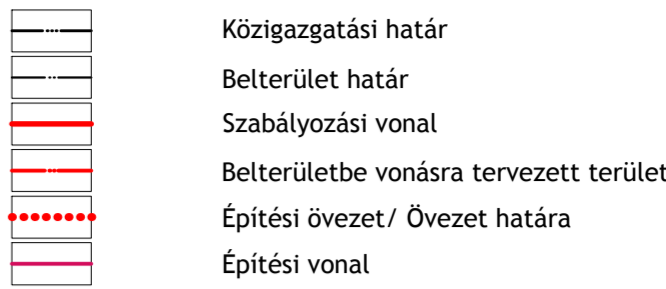 Közigazgatási határ
Belterület határ
Szabályozási vonal
Belterületbe vonásra tervezett terület
Építési övezet/ Övezet határa
Építési vonal